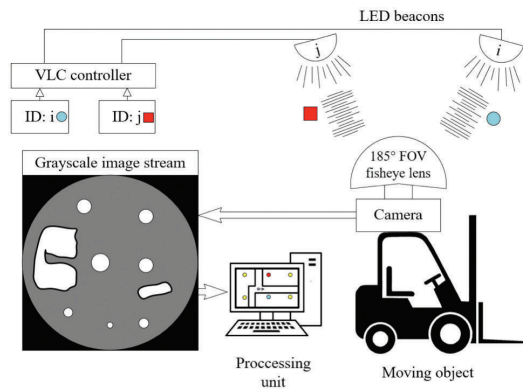 LED beacons
VLC controller
ID: i
ID: j
j
i
Grayscale image stream
185° FOV
fisheye lens
Camera
Proccessing
unit
Moving object